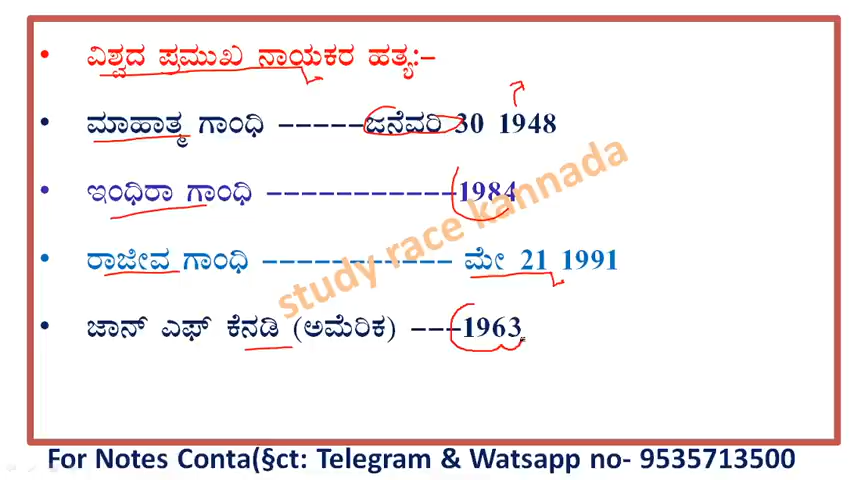 ವಿಶ್ವದ ಪ್ರಮುಖ ನಾಯಕರ ಹತ್ಯ:–
ಮಾಹಾತ್ಮ ಗಾಂಧಿ -----ಜನೆವರಿ 30 1948
ಇಂಧಿರಾ ಗಾಂಧಿ -----------1984
ರಾಜೀವ ಗಾಂಧಿ ----------- ಮೇ 21 1991
ಜಾನ್ ಎಫ್ ಕೆನಡಿ (ಅಮೆರಿಕ) ---1963
study race kannada
For Notes Conta(§ct: Telegram & Watsapp no- 9535713500